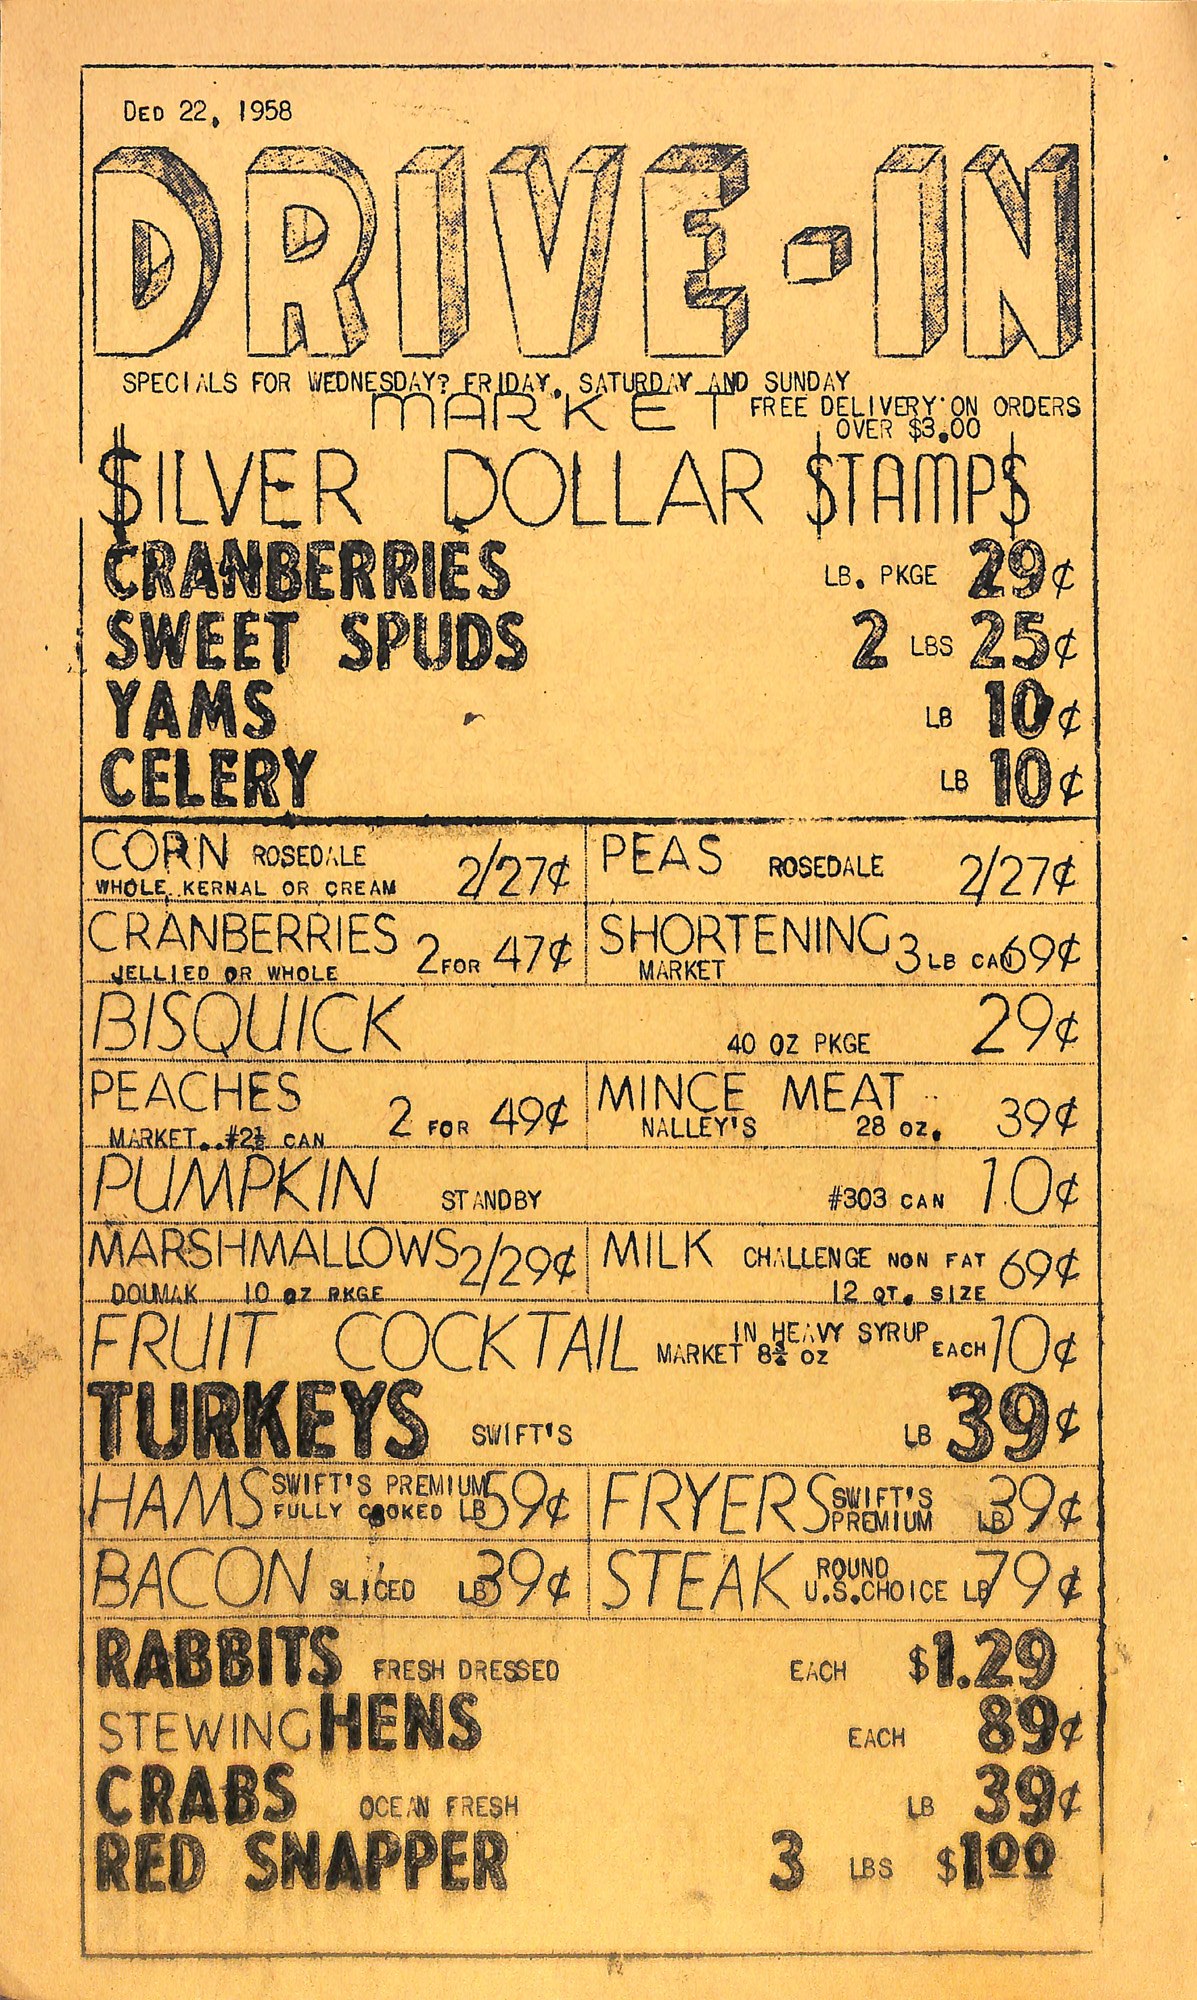 DED 22, 1958
DRIVE-IN
SPECIALS FOR WEDNESDAY? FRIDAY, SATURDAY AND SUNDAY
MARKET FREE DELIVERY ON ORDERS
OVER $3.00
$ILVER DOLLAR $TAMP$
CRANBERRIES LB. PKGE 29¢
SWEET SPUDS 2 LBS 25¢
YAMS LB 10¢
CELERY LB 10¢
CORN ROSEDALE 2/27¢
WHOLE KERNAL OR CREAM
PEAS ROSEDALE 2/27¢
CRANBERRIES 2 FOR 47¢
JELLIED OR WHOLE
SHORTENING 3 LB CAN 69¢
MARKET
BISQUICK 40 OZ PKGE 29¢
PEACHES 2 FOR 49¢
MARKET..#2½ CAN
MINCE MEAT 39¢
NALLEY'S 28 OZ.
PUMPKIN STANDBY #303 CAN 10¢
MARSHMALLOWS 2/29¢
DOUMAK 10 OZ PKGE
MILK CHALLENGE NON FAT 69¢
12 QT. SIZE
FRUIT COCKTAIL IN HEAVY SYRUP EACH 10¢
MARKET 8¾ OZ
TURKEYS SWIFT'S LB 39¢
HAMS SWIFT'S PREMIUM 59¢
FULLY COOKED LB
FRYERS SWIFT'S 39¢
PREMIUM LB
BACON SLICED LB 39¢
STEAK ROUND 79¢
U.S.CHOICE LB
RABBITS FRESH DRESSED EACH $1.29
STEWING HENS EACH 89¢
CRABS OCEAN FRESH LB 39¢
RED SNAPPER 3 LBS $100